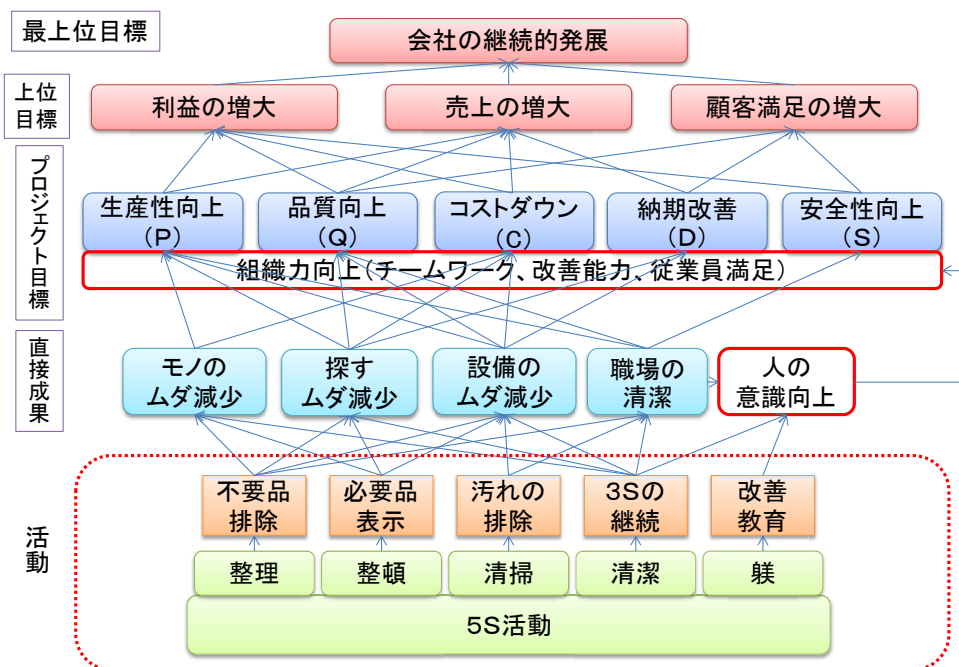 最上位目標
会社の継続的発展
上位
目標
利益の増大
売上の増大
顧客満足の増大
プロジェクト目標
生産性向上
(P)
品質向上
(Q)
コストダウン
(C)
納期改善
(D)
安全性向上
(S)
組織力向上(チームワーク、改善能力、従業員満足)
直接成果
モノの
ムダ減少
探す
ムダ減少
設備の
ムダ減少
職場の
清潔
人の
意識向上
活動
不要品
排除
必要品
表示
汚れの
排除
3Sの
継続
改善
教育
整理
整頓
清掃
清潔
躾
5S活動